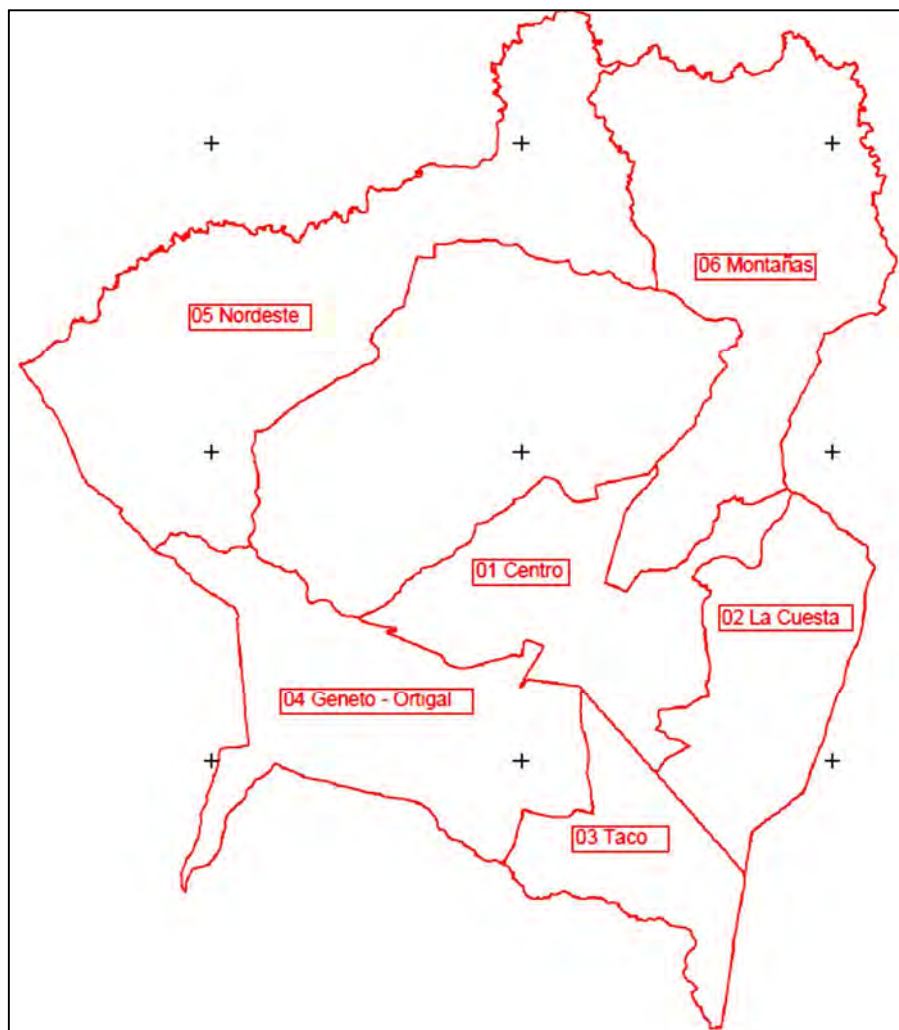 06 Montañas
05 Nordeste
01 Centro
02 La Cuesta
04 Geneto - Ortigal
03 Taco